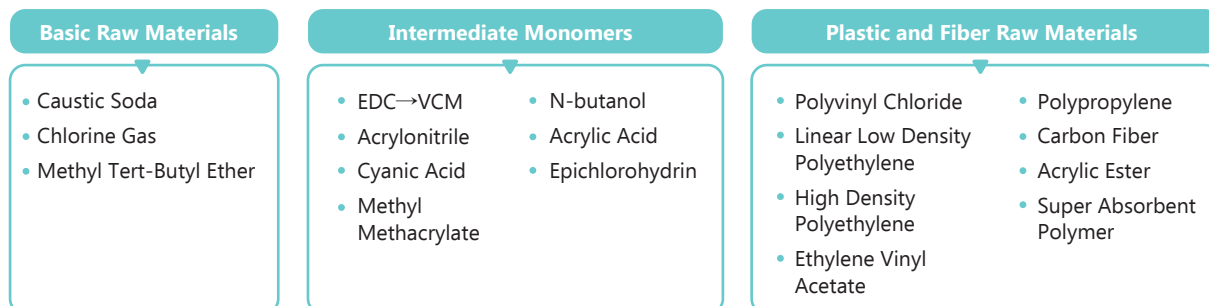 Basic Raw Materials
• Caustic Soda
• Chlorine Gas
• Methyl Tert-Butyl Ether
Intermediate Monomers
• EDC→VCM
• Acrylonitrile
• Cyanic Acid
• Methyl
Methacrylate
• N-butanol
• Acrylic Acid
• Epichlorohydrin
Plastic and Fiber Raw Materials
• Polyvinyl Chloride
• Linear Low Density
Polyethylene
• High Density
Polyethylene
• Ethylene Vinyl
Acetate
• Polypropylene
• Carbon Fiber
• Acrylic Ester
• Super Absorbent
Polymer